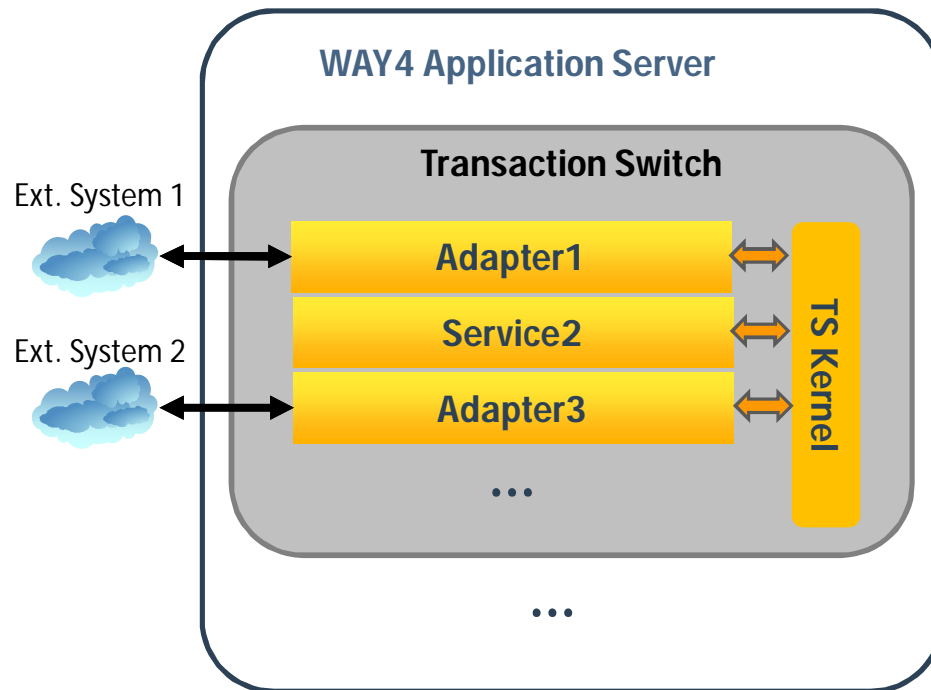 WAY4 Application Server
Transaction Switch
Ext. System 1
Adapter1
Service2
Ext. System 2
Adapter3
TS Kernel
...
...